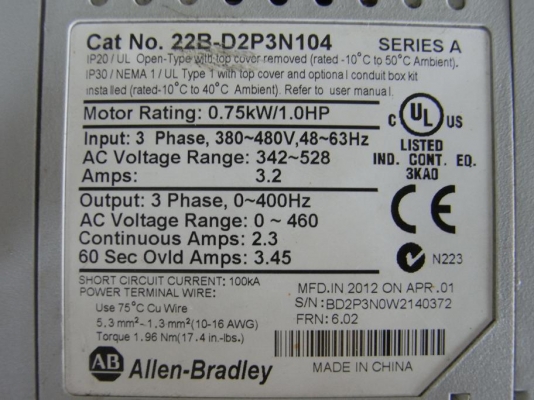 Cat No. 22B-D2P3N104 SERIES A
IP20 / UL Open-Type with top cover removed (rated -10°C to 50°C Ambient).
IP30 / NEMA 1 / UL Type 1 with top cover and optional conduit box kit
installed (rated-10°C to 40°C Ambient). Refer to user manual.
Motor Rating: 0.75kW/1.0HP
Input: 3 Phase, 380~480V,48~63Hz
AC Voltage Range: 342~528
Amps: 3.2
C UL US
LISTED
IND. CONT. EQ.
3KAD
Output: 3 Phase, 0~400Hz
AC Voltage Range: 0 ~ 460
Continuous Amps: 2.3
60 Sec Ovld Amps: 3.45
CE
N223
SHORT CIRCUIT CURRENT: 100kA
POWER TERMINAL WIRE:
Use 75°C Cu Wire
5.3mm²-1.3mm²(10-16 AWG)
Torque 1.96 Nm(17.4 in.-lbs.)
MFD.IN 2012 ON APR.01
S/N: BD2P3N0W2140372
FRN: 6.02
AB Allen-Bradley
MADE IN CHINA